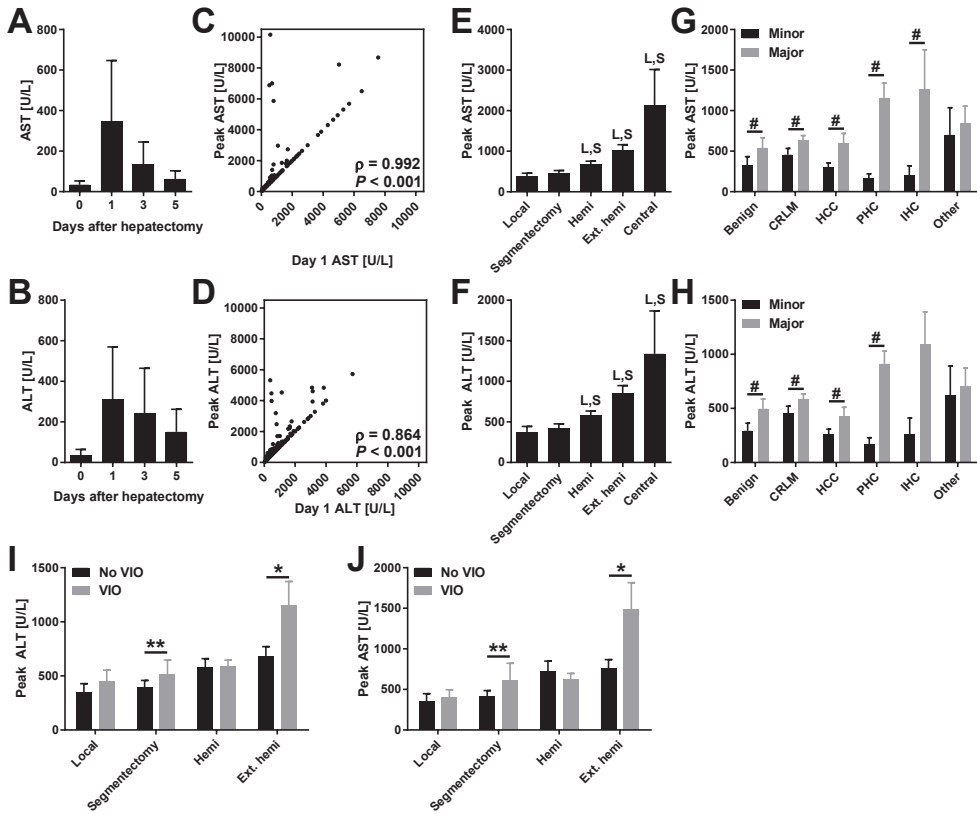 A
AST [U/L]
800
600
400
200
0
0 1 3 5
Days after hepatectomy
C
Peak AST [U/L]
10000
8000
6000
4000
2000
0
ρ = 0.992
P < 0.001
0 2000 4000 6000 8000 10000
Day 1 AST [U/L]
E
Peak AST [U/L]
4000
3000
2000
1000
0
L,S
L,S
L,S
Local
Segmentectomy
Hemi
Ext. hemi
Central
G
Minor
Major
Peak AST [U/L]
2000
1500
1000
500
0
# # # # #
Benign
CRLM
HCC
PHC
IHC
Other
B
ALT [U/L]
800
600
400
200
0
0 1 3 5
Days after hepatectomy
D
Peak ALT [U/L]
10000
8000
6000
4000
2000
0
ρ = 0.864
P < 0.001
0 2000 4000 6000 8000 10000
Day 1 ALT [U/L]
F
Peak ALT [U/L]
2000
1500
1000
500
0
L,S
L,S
L,S
Local
Segmentectomy
Hemi
Ext. hemi
Central
H
Minor
Major
Peak ALT [U/L]
1500
1000
500
0
# # # #
Benign
CRLM
HCC
PHC
IHC
Other
I
No VIO
VIO
Peak ALT [U/L]
1500
1000
500
0
**
*
Local
Segmentectomy
Hemi
Ext. hemi
J
No VIO
VIO
Peak AST [U/L]
2000
1500
1000
500
0
**
*
Local
Segmentectomy
Hemi
Ext. hemi